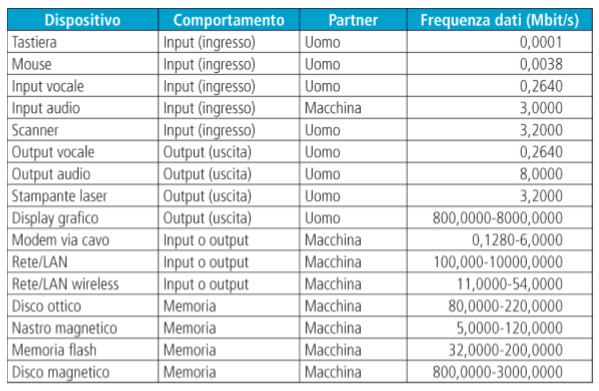 Dispositivo Comportamento Partner Frequenza dati (Mbit/s)
Tastiera Input (ingresso) Uomo 0,0001
Mouse Input (ingresso) Uomo 0,0038
Input vocale Input (ingresso) Uomo 0,2640
Input audio Input (ingresso) Macchina 3,0000
Scanner Input (ingresso) Uomo 3,2000
Output vocale Output (uscita) Uomo 0,2640
Output audio Output (uscita) Uomo 8,0000
Stampante laser Output (uscita) Uomo 3,2000
Display grafico Output (uscita) Uomo 800,0000-8000,0000
Modem via cavo Input o output Macchina 0,1280-6,0000
Rete/LAN Input o output Macchina 100,000-10000,0000
Rete/LAN wireless Input o output Macchina 11,0000-54,0000
Disco ottico Memoria Macchina 80,0000-220,0000
Nastro magnetico Memoria Macchina 5,0000-120,0000
Memoria flash Memoria Macchina 32,0000-200,0000
Disco magnetico Memoria Macchina 800,0000-3000,0000